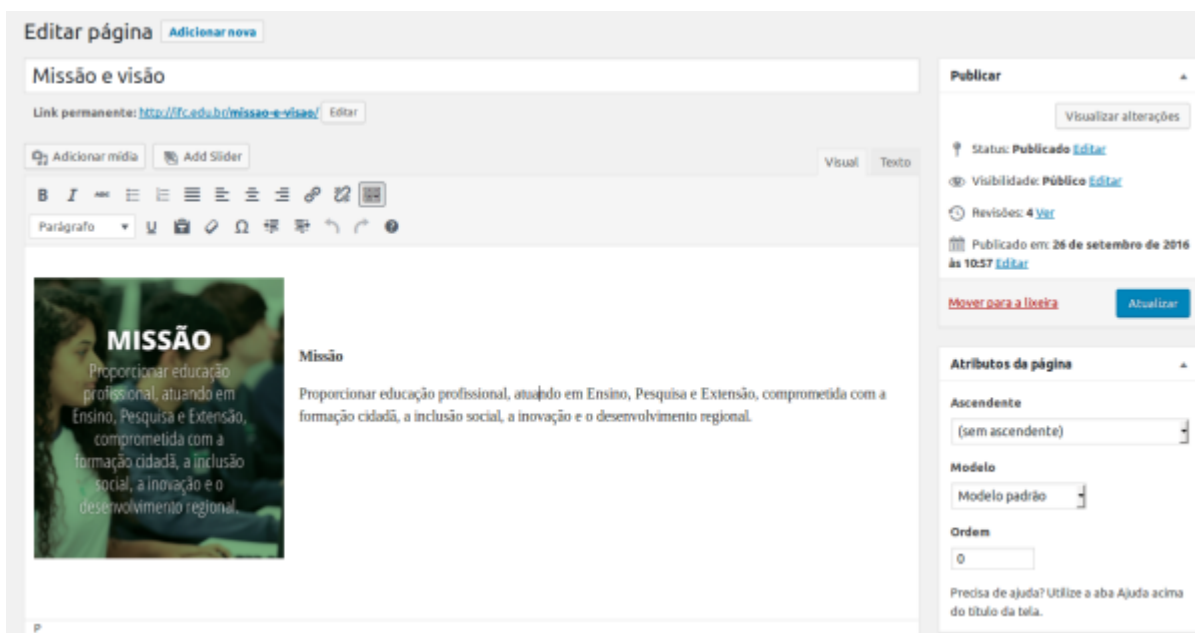 Editar página Adicionar nova
Missão e visão
Link permanente: http://ifc.edu.br/missao-e-visao/ Editar
Adicionar mídia Add Slider
Visual Texto
B I ABC
Parágrafo U Ω
MISSÃO
Proporcionar educação
profissional, atuando em
Ensino, Pesquisa e Extensão,
comprometida com a
formação cidadã, a inclusão
social, a inovação e o
desenvolvimento regional.
Missão
Proporcionar educação profissional, atuando em Ensino, Pesquisa e Extensão, comprometida com a
formação cidadã, a inclusão social, a inovação e o desenvolvimento regional.
P
Publicar
Visualizar alterações
Status: Publicado Editar
Visibilidade: Público Editar
Revisões: 4 Ver
Publicado em: 26 de setembro de 2016
às 10:57 Editar
Mover para a lixeira Atualizar
Atributos da página
Ascendente
(sem ascendente)
Modelo
Modelo padrão
Ordem
0
Precisa de ajuda? Utilize a aba Ajuda acima
do título da tela.